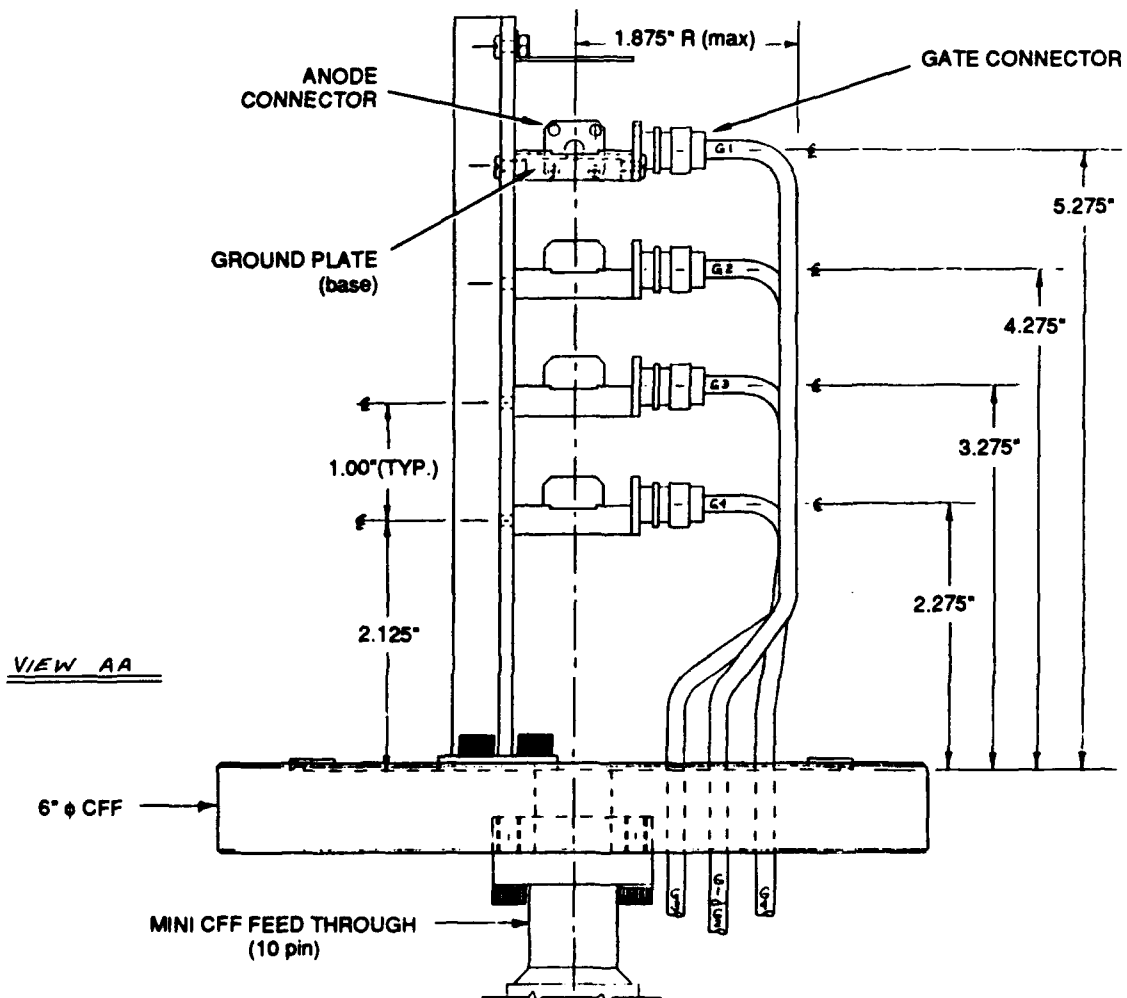 1.875" R (max)
GATE CONNECTOR
ANODE
CONNECTOR
G1
5.275"
GROUND PLATE
(base)
G2
4.275"
G3
3.275"
1.00"(TYP.)
G4
2.275"
2.125"
VIEW AA
6" ϕ CFF
MINI CFF FEED THROUGH
(10 pin)